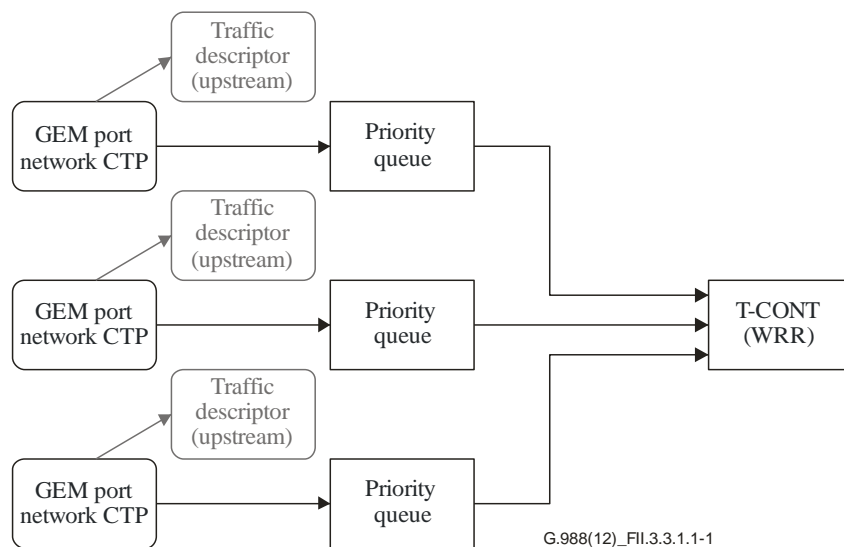 Traffic
descriptor
(upstream)
GEM port
network CTP
Priority
queue
Traffic
descriptor
(upstream)
GEM port
network CTP
Priority
queue
T-CONT
(WRR)
Traffic
descriptor
(upstream)
GEM port
network CTP
Priority
queue
G.988(12)_FII.3.3.1.1-1